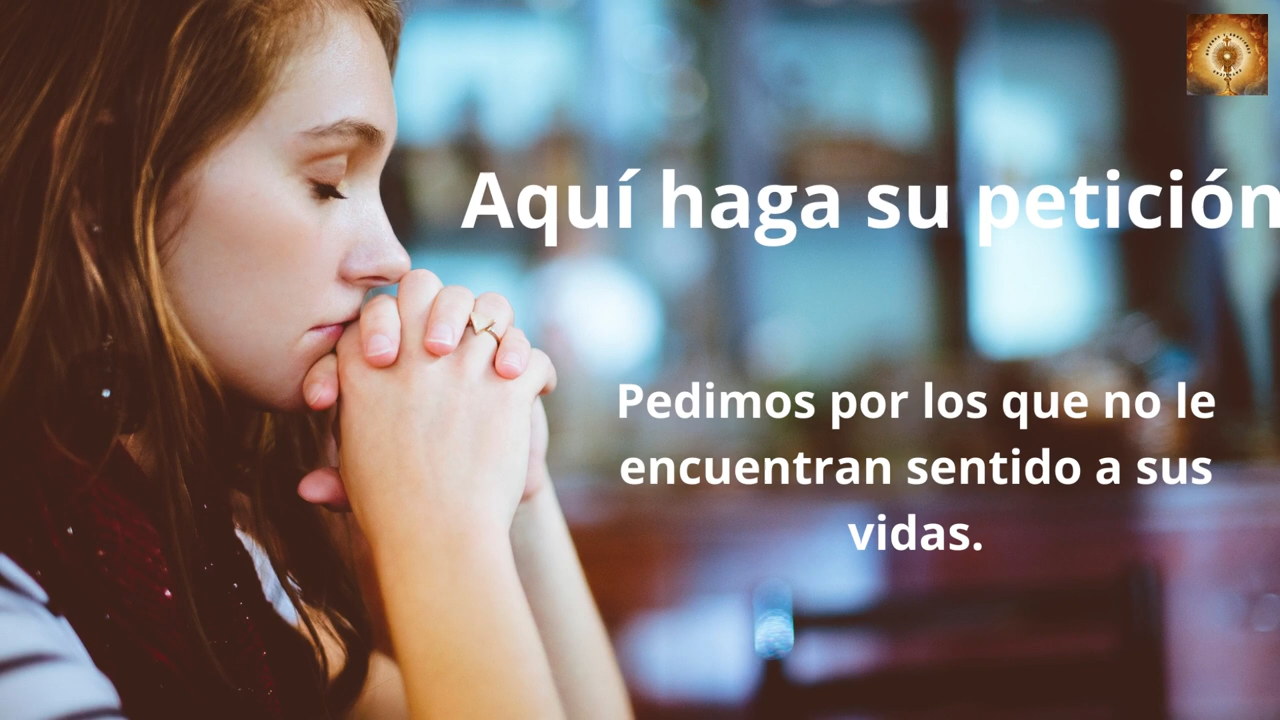 Aquí haga su petición
Pedimos por los que no le
encuentran sentido a sus
vidas.